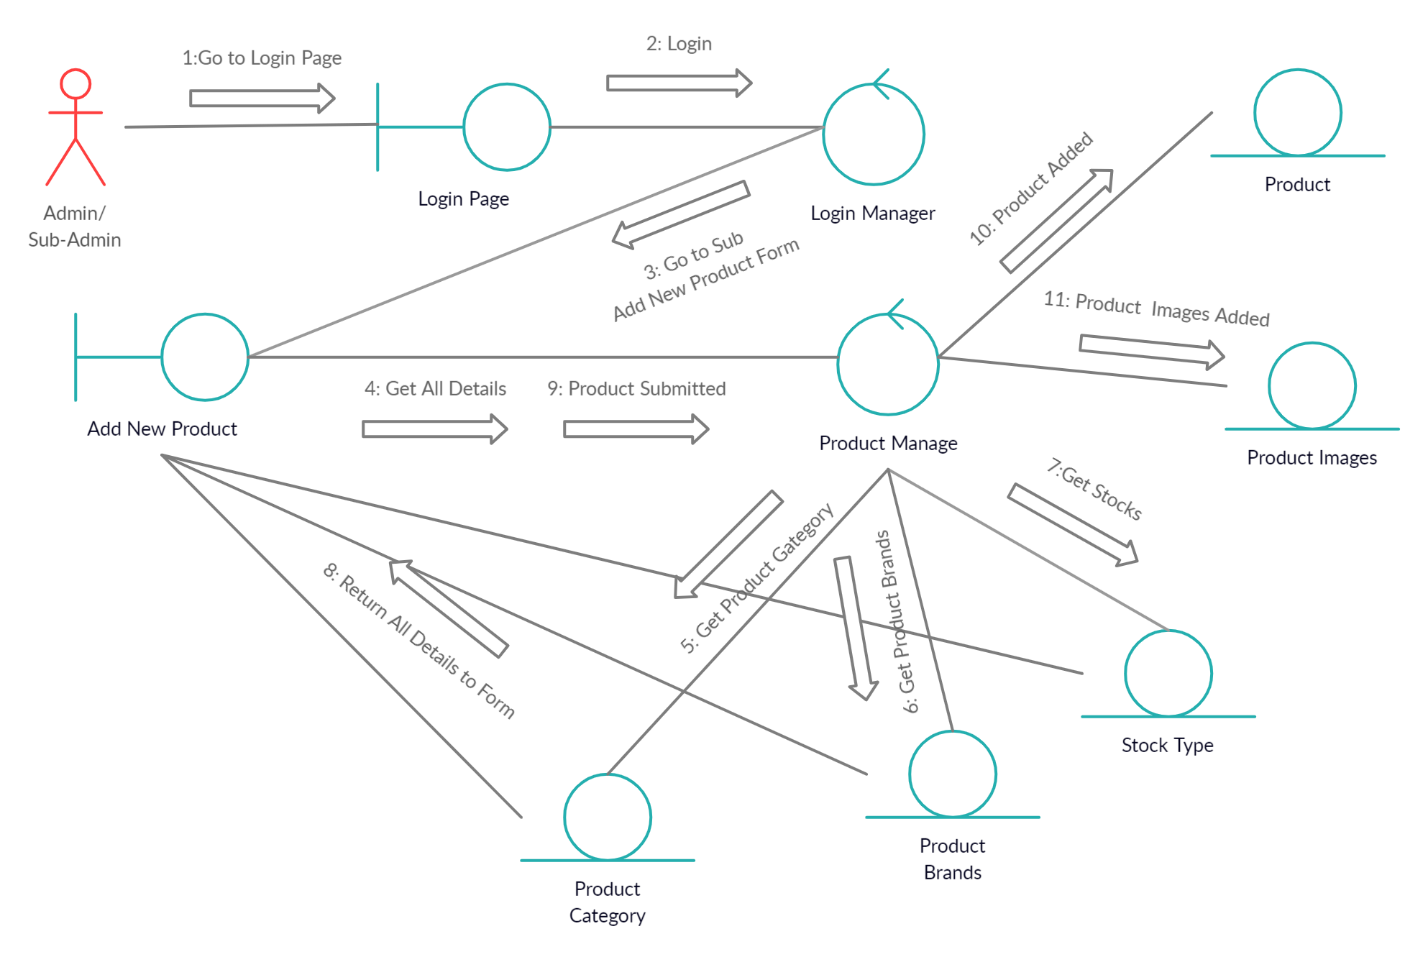 1:Go to Login Page
2: Login
Admin/
Sub-Admin
Login Page
Login Manager
Product
10: Product Added
3: Go to Sub
Add New Product Form
11: Product  Images Added
4: Get All Details
9: Product Submitted
Add New Product
Product Manage
Product Images
7:Get Stocks
5: Get Product Gategory
6: Get Product Brands
8: Return All Details to Form
Stock Type
Product
Brands
Product
Category